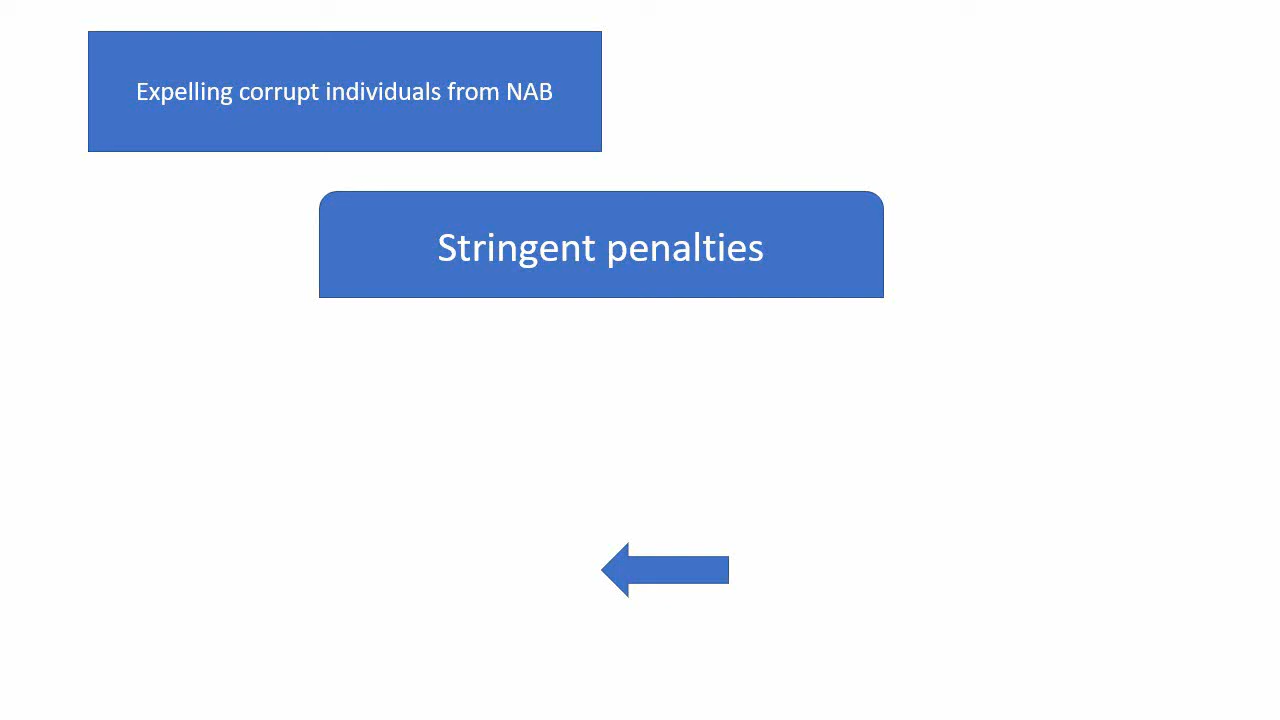 Expelling corrupt individuals from NAB
Stringent penalties